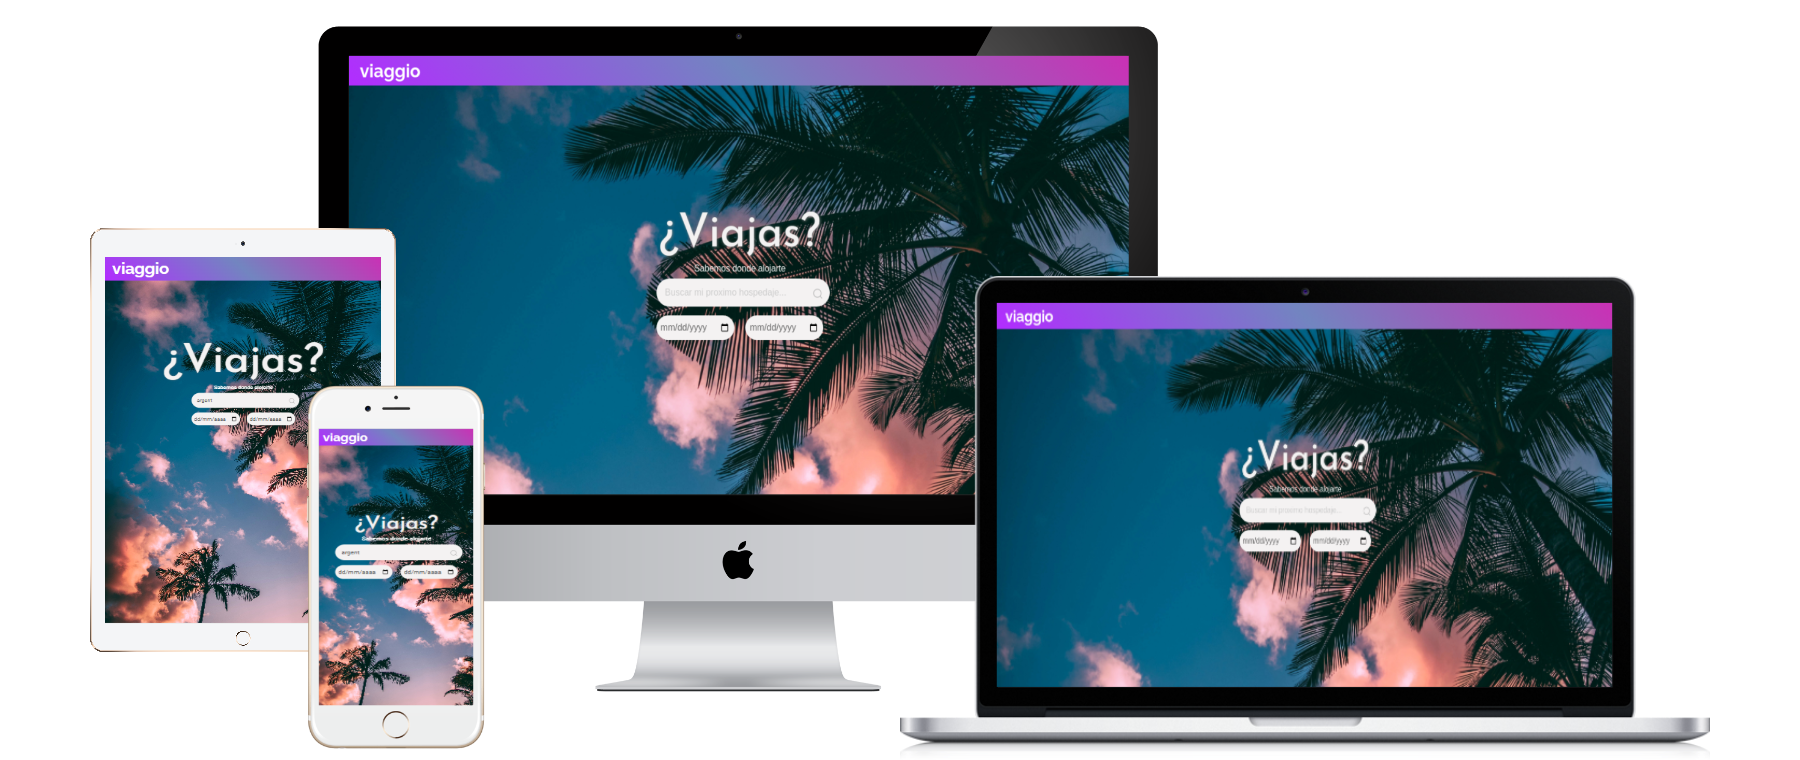 viaggio
¿Viajas?
Sabemos donde alojarte
Buscar mi proximo hospedaje...
mm/dd/yyyy mm/dd/yyyy
viaggio
¿Viajas?
Sabemos donde alojarte
argent
dd/mm/aaaa dd/mm/aaaa
viaggio
¿Viajas?
Sabemos donde alojarte
argent
dd/mm/aaaa dd/mm/aaaa
viaggio
¿Viajas?
Sabemos donde alojarte
Buscar mi proximo hospedaje...
mm/dd/yyyy mm/dd/yyyy